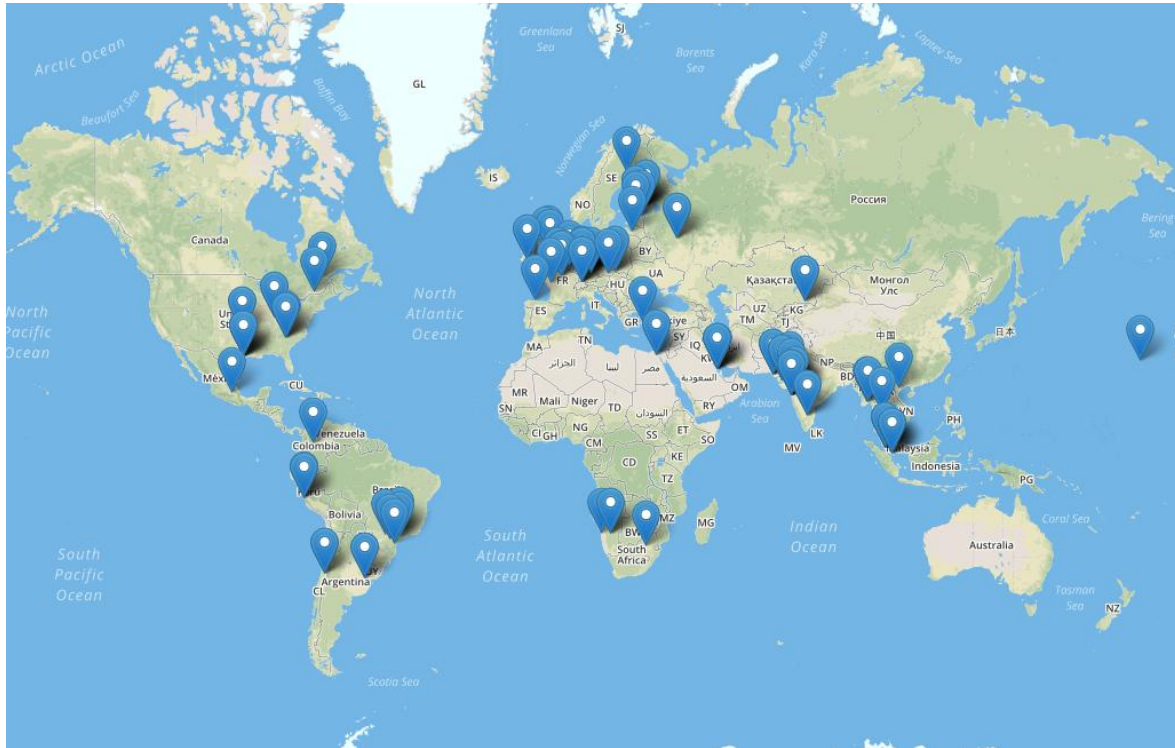 Arctic Ocean
Beaufort Sea
Baffin Bay
GL
Greenland
Sea
SJ
Barents
Sea
Kara Sea
Laptev Sea
Norwegian Sea
IS
SE
NO
Россия
Bering
Sea
Canada
North
Pacific
Ocean
North
Atlantic
Ocean
BY
UA
FR
HU
IT
ES
GR
MA
TN
SY
IQ
UZ
TM
KG
TJ
Монгол
Улс
中国
日本
الجزائر
ليبيا
مصر
السعودية
OM
NP
BD
CU
MR
Mali
Niger
TD
السودان
RY
Arabian
Sea
SN
CI
GH
NG
CM
SS
ET
SO
KE
CD
TZ
MV
LK
PH
Malaysia
Indonesia
PG
Colombia
Bolivia
MZ
MG
BW
South
Africa
South
Pacific
Ocean
South
Atlantic
Ocean
Indian
Ocean
Australia
Coral Sea
Argentina
CL
Tasman
Sea
NZ
Scotia Sea